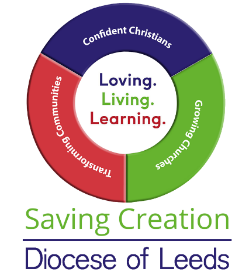 Confident Christians
Loving.
Living.
Learning.
Transforming Communities
Growing Churches
Saving Creation
Diocese of Leeds